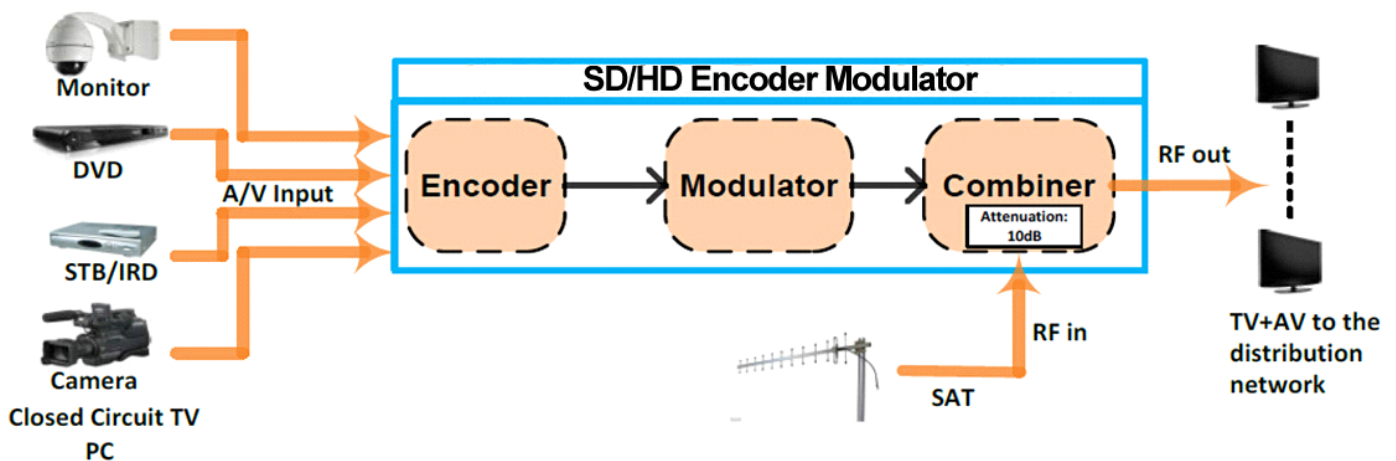 SD/HD Encoder Modulator
Monitor
DVD
A/V Input
STB/IRD
Camera
Closed Circuit TV
PC
Encoder
Modulator
Combiner
Attenuation:
10dB
RF out
RF in
SAT
TV+AV to the
distribution
network